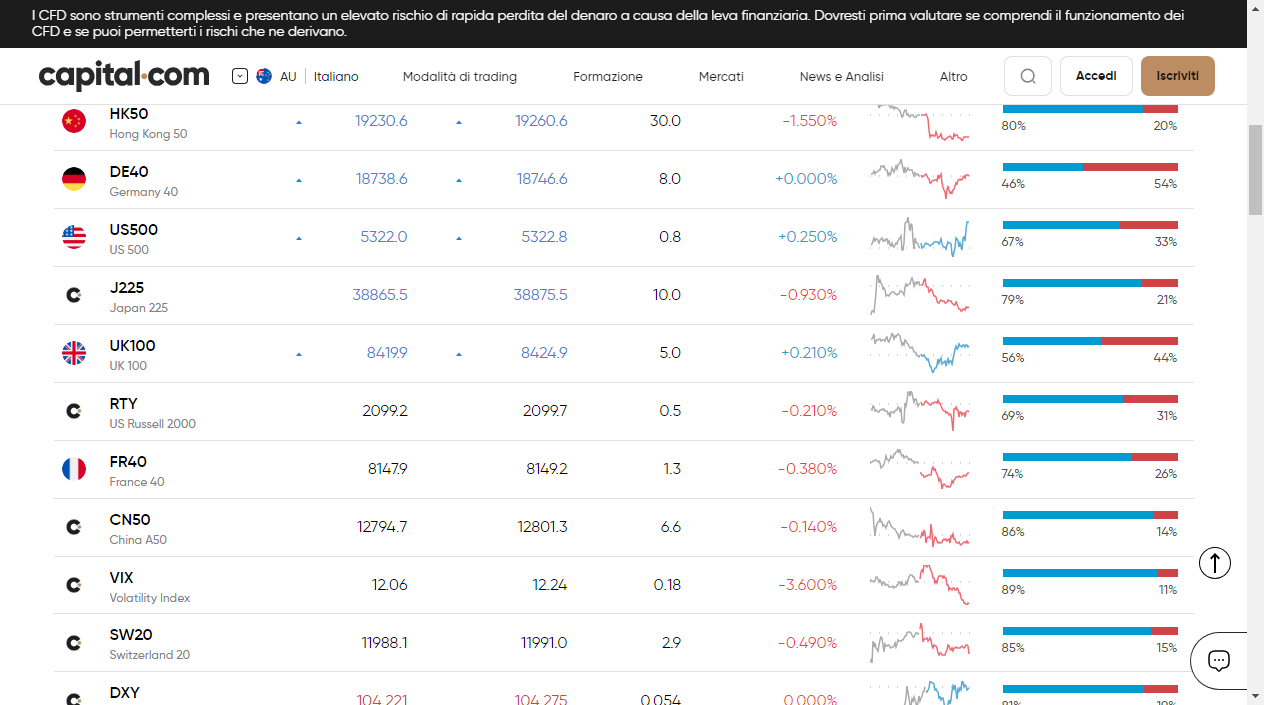 I CFD sono strumenti complessi e presentano un elevato rischio di rapida perdita del denaro a causa della leva finanziaria. Dovresti prima valutare se comprendi il funzionamento dei
CFD e se puoi permetterti i rischi che ne derivano.
capital.com AU Italiano Modalità di trading Formazione Mercati News e Analisi Altro Accedi Iscriviti
HK50 19230.6 19260.6 30.0 -1.550%
Hong Kong 50 80% 20%
DE40 18738.6 18746.6 8.0 +0.000%
Germany 40 46% 54%
US500 5322.0 5322.8 0.8 +0.250%
US 500 67% 33%
J225 38865.5 38875.5 10.0 -0.930%
Japan 225 79% 21%
UK100 8419.9 8424.9 5.0 +0.210%
UK 100 56% 44%
RTY 2099.2 2099.7 0.5 -0.210%
US Russell 2000 69% 31%
FR40 8147.9 8149.2 1.3 -0.380%
France 40 74% 26%
CN50 12794.7 12801.3 6.6 -0.140%
China A50 86% 14%
VIX 12.06 12.24 0.18 -3.600%
Volatility Index 89% 11%
SW20 11988.1 11991.0 2.9 -0.490%
Switzerland 20 85% 15%
DXY 104.221 104.275 0.054 0.000%